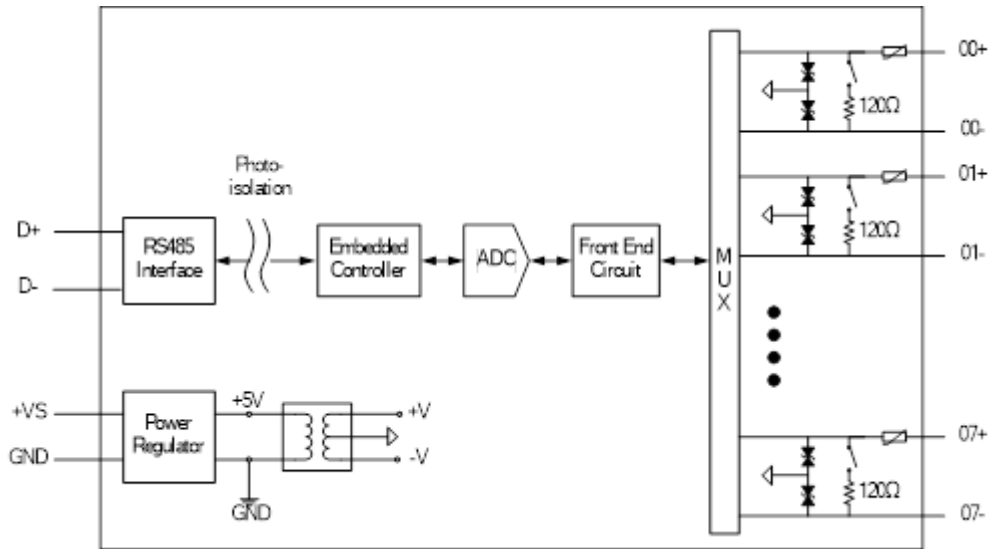 Photo-
isolation
D+
D-
RS485
Interface
Embedded
Controller
ADC
Front End
Circuit
M
U
X
00+
120Ω
00-
01+
120Ω
01-
+VS
GND
Power
Regulator
+5V
GND
+V
-V
07+
120Ω
07-